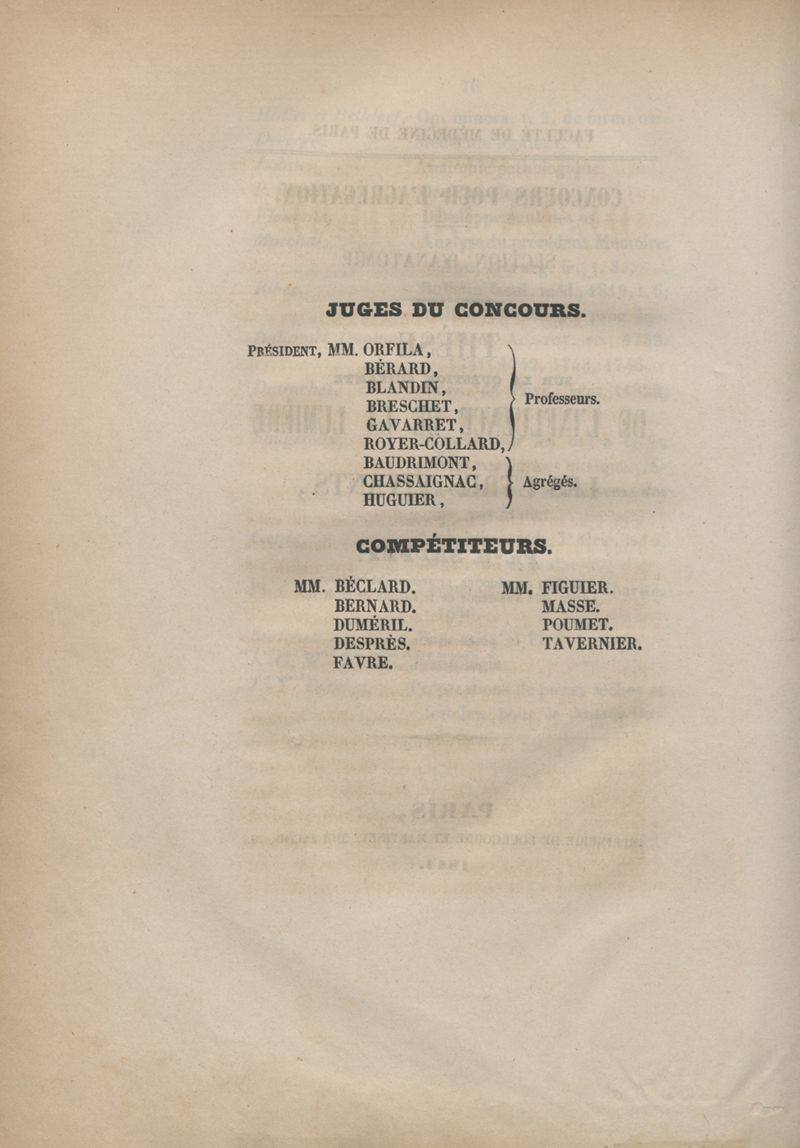 JUGES DU CONCOURS.
PRÉSIDENT, MM. ORFILA,
BÉRARD,
BLANDIN,
BRESCHET,
GAVARRET,
ROYER-COLLARD,
Professeurs.
BAUDRIMONT,
CHASSAIGNAC,
HUGUIER,
Agrégés.
COMPÉTITEURS.
MM. BÉCLARD.
BERNARD.
DUMÉRIL.
DESPRÈS.
FAVRE.
MM. FIGUIER.
MASSE.
POUMET.
TAVERNIER.